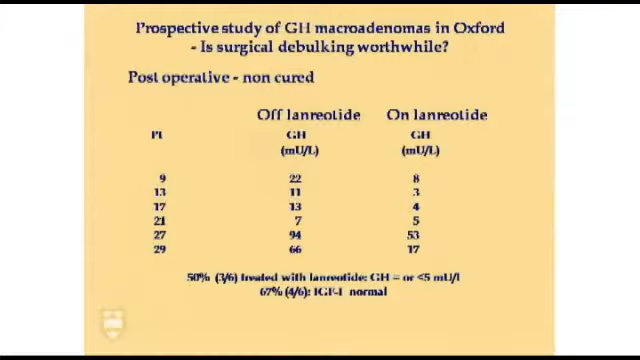 Prospective study of GH macroadenomas in Oxford
- Is surgical debulking worthwhile?
Post operative - non cured
Off lanreotide On lanreotide
Pt GH GH
(mU/L) (mU/L)
9 22 8
13 11 3
17 13 4
21 7 5
27 94 53
29 66 17
50% (3/6) treated with lanreotide: GH = or <5 mU/l
67% (4/6): IGF-I normal